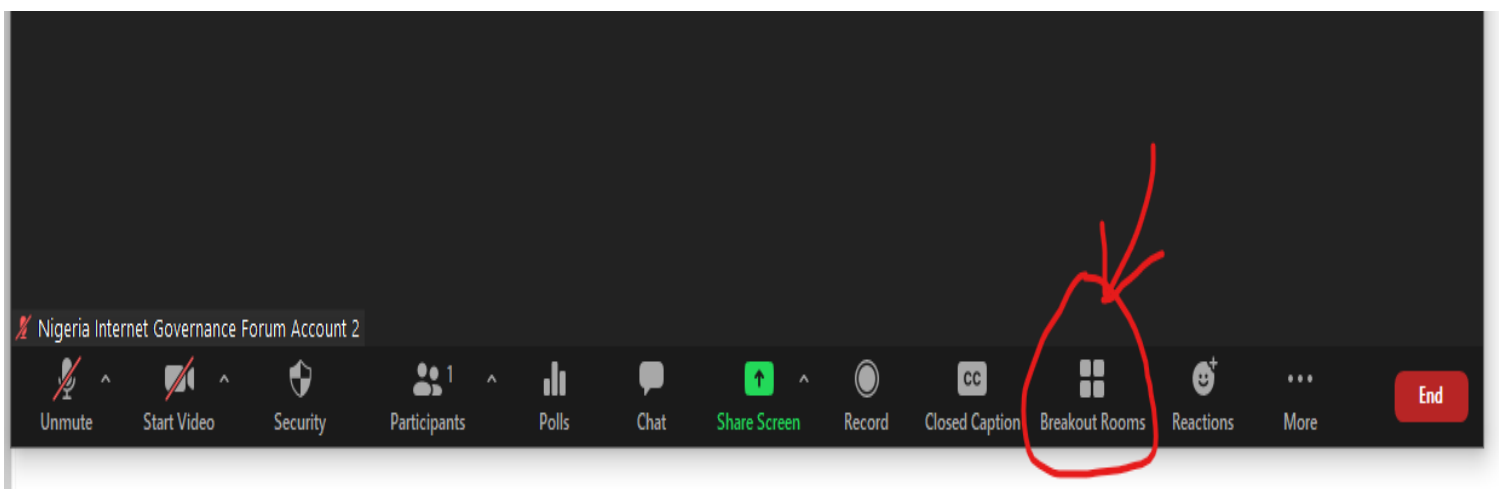 Nigeria Internet Governance Forum Account 2
1
CC
Unmute
Start Video
Security
Participants
Polls
Chat
Share Screen
Record
Closed Caption
Breakout Rooms
Reactions
More
End